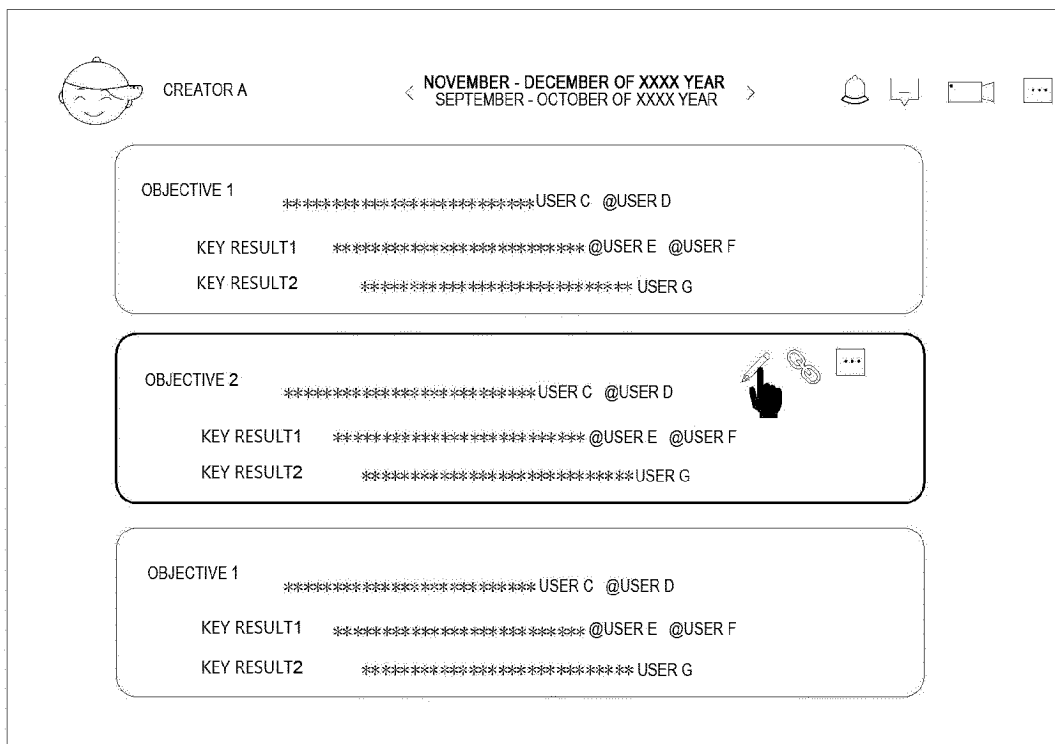 CREATOR A
< NOVEMBER - DECEMBER OF XXXX YEAR >
SEPTEMBER - OCTOBER OF XXXX YEAR
OBJECTIVE 1
**************************USER C @USER D
KEY RESULT1 **************************@USER E @USER F
KEY RESULT2 **************************** USER G
OBJECTIVE 2
**************************USER C @USER D
KEY RESULT1 **************************@USER E @USER F
KEY RESULT2 ****************************USER G
OBJECTIVE 1
**************************USER C @USER D
KEY RESULT1 **************************@USER E @USER F
KEY RESULT2 **************************** USER G